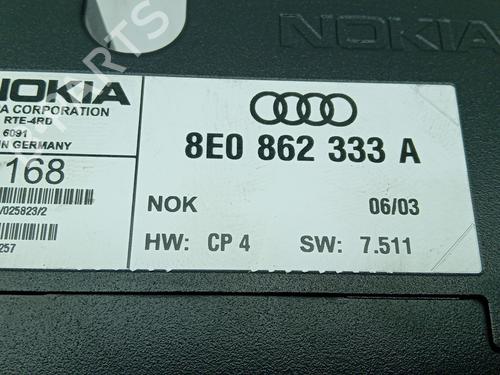 NOKIA
NOKIA
A CORPORATION
RTE-4RD
6091
IN GERMANY
168
/025823/2
257
8E0 862 333 A
NOK 06/03
HW: CP 4 SW: 7.511